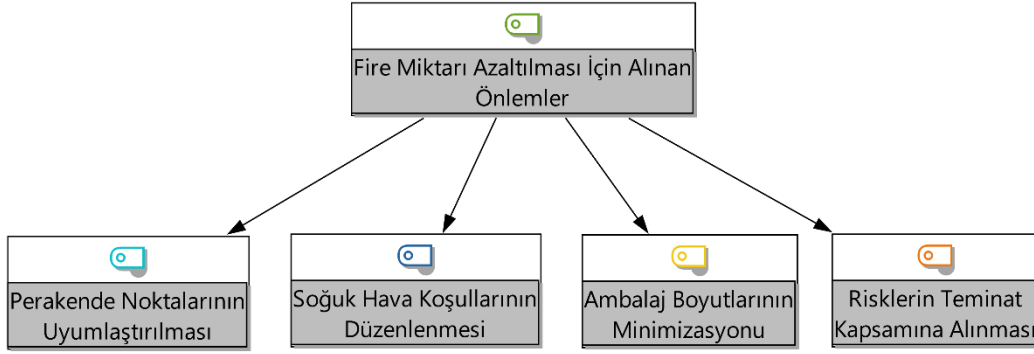 Fire Miktarı Azaltılması İçin Alınan
Önlemler
Perakende Noktalarının
Uyumlaştırılması
Soğuk Hava Koşullarının
Düzenlenmesi
Ambalaj Boyutlarının
Minimizasyonu
Risklerin Teminat
Kapsamına Alınması